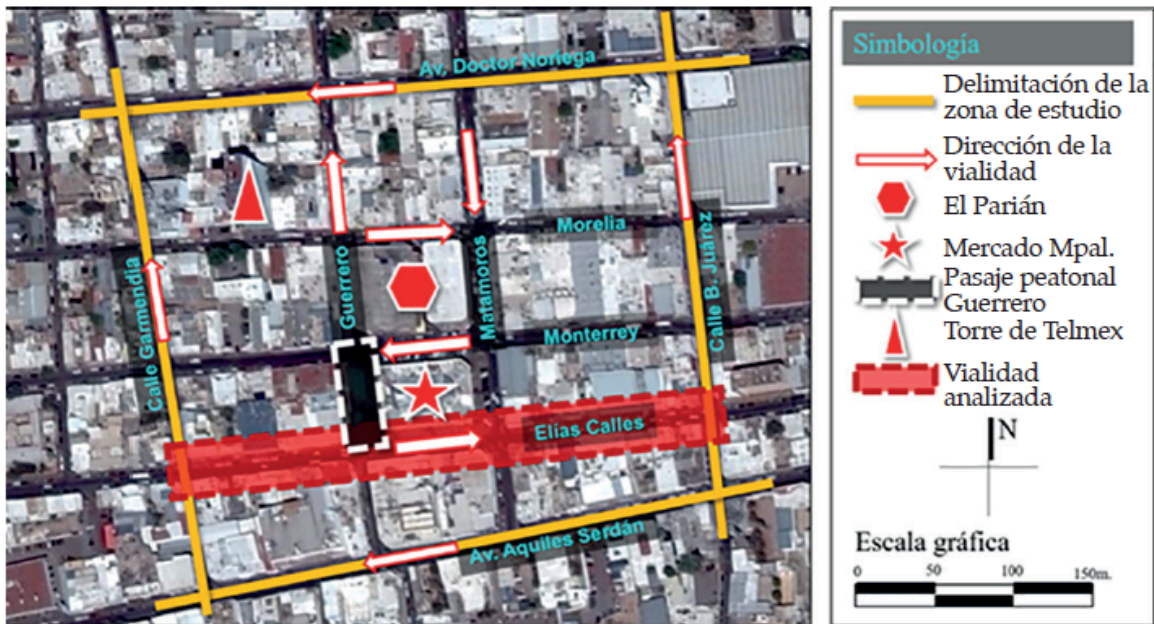 Av. Doctor Noriega
Morelia
Calle Garmendia
Guerrero
Matamoros
Calle B. Juárez
Monterrey
Elías Calles
Av. Aquiles Serdán
Simbología
Delimitación de la
zona de estudio
Dirección de la
vialidad
El Parián
Mercado Mpal.
Pasaje peatonal
Guerrero
Torre de Telmex
Vialidad
analizada
N
Escala gráfica
0 50 100 150m.